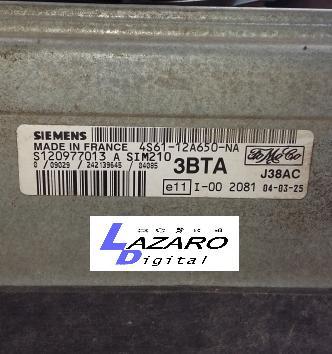 SIEMENS
MADE IN FRANCE 4S61-12A650-NA
S120977013 A SIM210
0 /09029 /242139645 /04085
3BTA
FoMoCo
J38AC
e11 I-00 2081 04-03-25
LAZARO
Digital